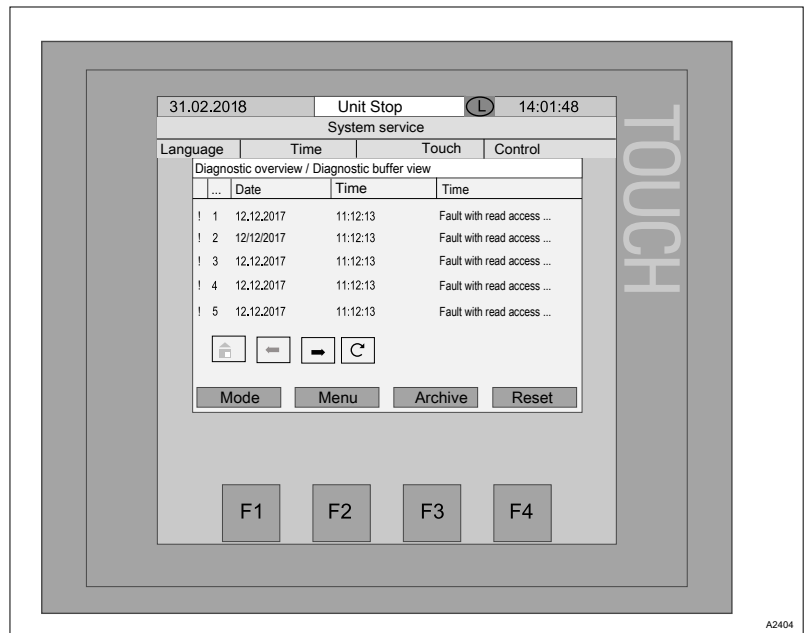 31.02.2018 Unit Stop L 14:01:48
System service
Language Time Touch Control
Diagnostic overview / Diagnostic buffer view
... Date Time Time
! 1 12.12.2017 11:12:13 Fault with read access ...
! 2 12/12/2017 11:12:13 Fault with read access ...
! 3 12.12.2017 11:12:13 Fault with read access ...
! 4 12.12.2017 11:12:13 Fault with read access ...
! 5 12.12.2017 11:12:13 Fault with read access ...
Mode Menu Archive Reset
F1 F2 F3 F4
TOUCH
A2404